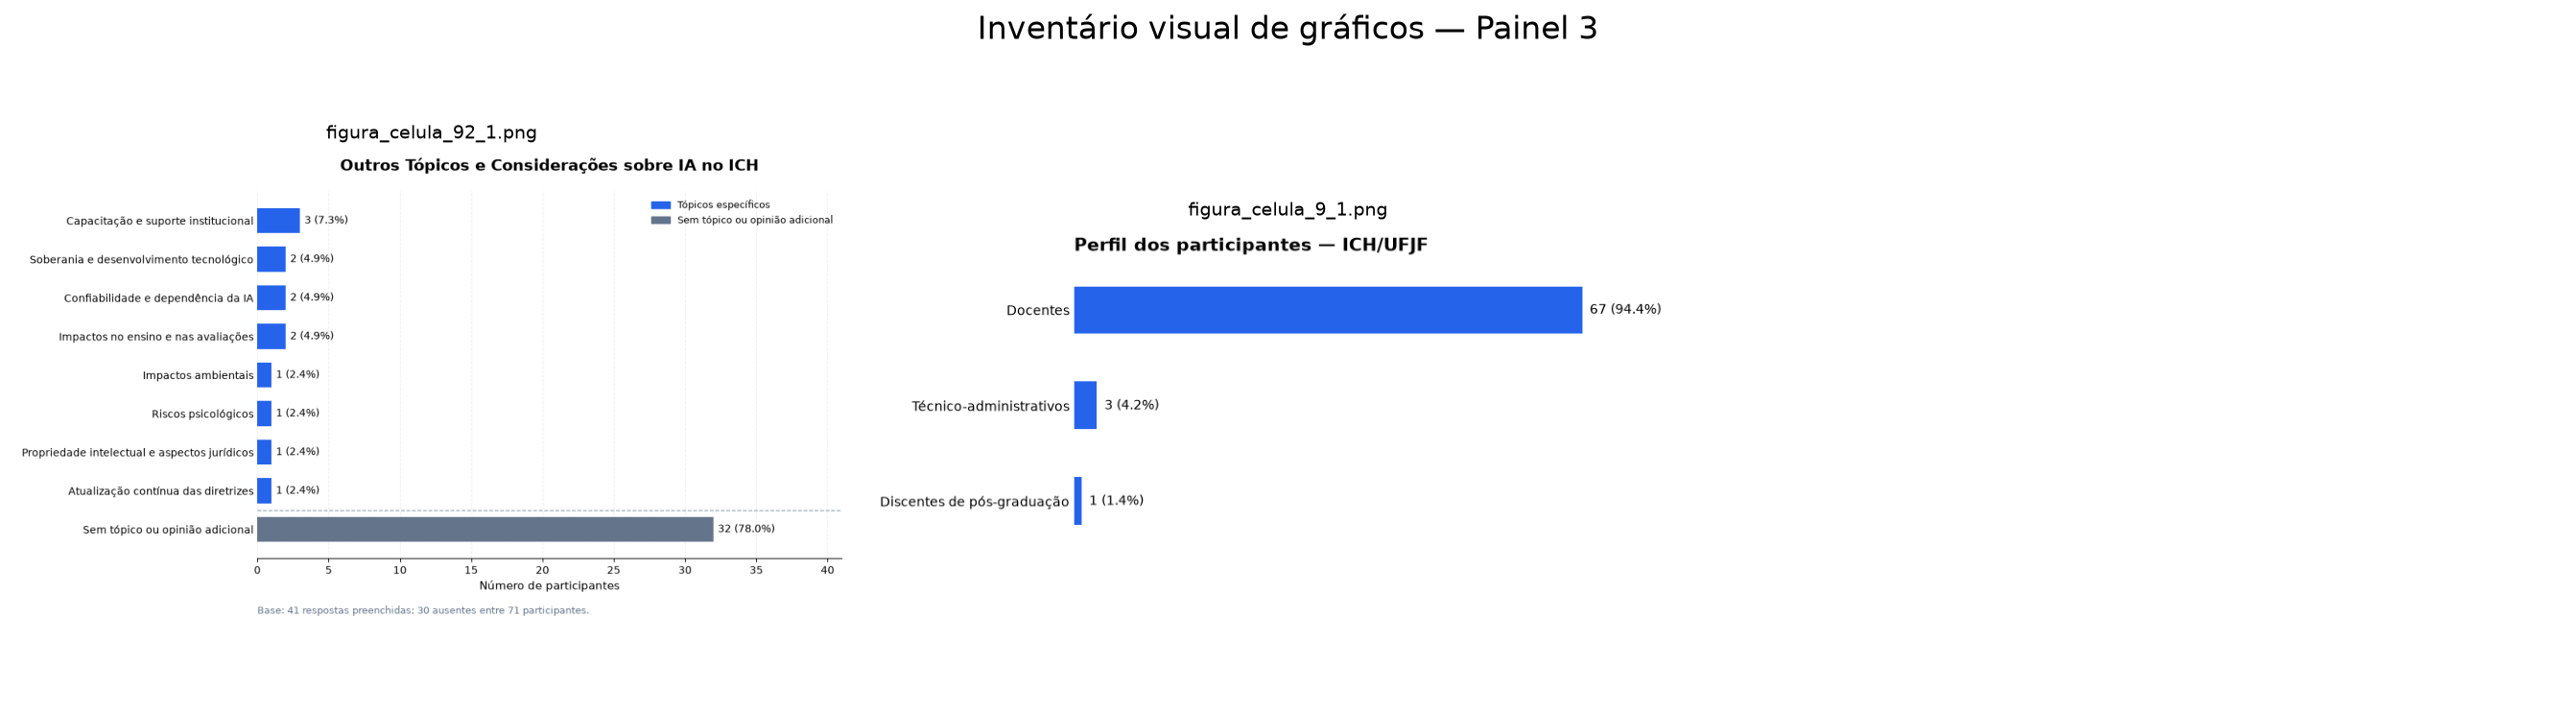 Inventário visual de gráficos — Painel 3
figura_celula_92_1.png
Outros Tópicos e Considerações sobre IA no ICH
Tópicos específicos
Sem tópico ou opinião adicional
Capacitação e suporte institucional 3 (7.3%)
Soberania e desenvolvimento tecnológico 2 (4.9%)
Confiabilidade e dependência da IA 2 (4.9%)
Impactos no ensino e nas avaliações 2 (4.9%)
Impactos ambientais 1 (2.4%)
Riscos psicológicos 1 (2.4%)
Propriedade intelectual e aspectos jurídicos 1 (2.4%)
Atualização contínua das diretrizes 1 (2.4%)
Sem tópico ou opinião adicional 32 (78.0%)
0 5 10 15 20 25 30 35 40
Número de participantes
Base: 41 respostas preenchidas; 30 ausentes entre 71 participantes.
figura_celula_9_1.png
Perfil dos participantes — ICH/UFJF
Docentes 67 (94.4%)
Técnico-administrativos 3 (4.2%)
Discentes de pós-graduação 1 (1.4%)